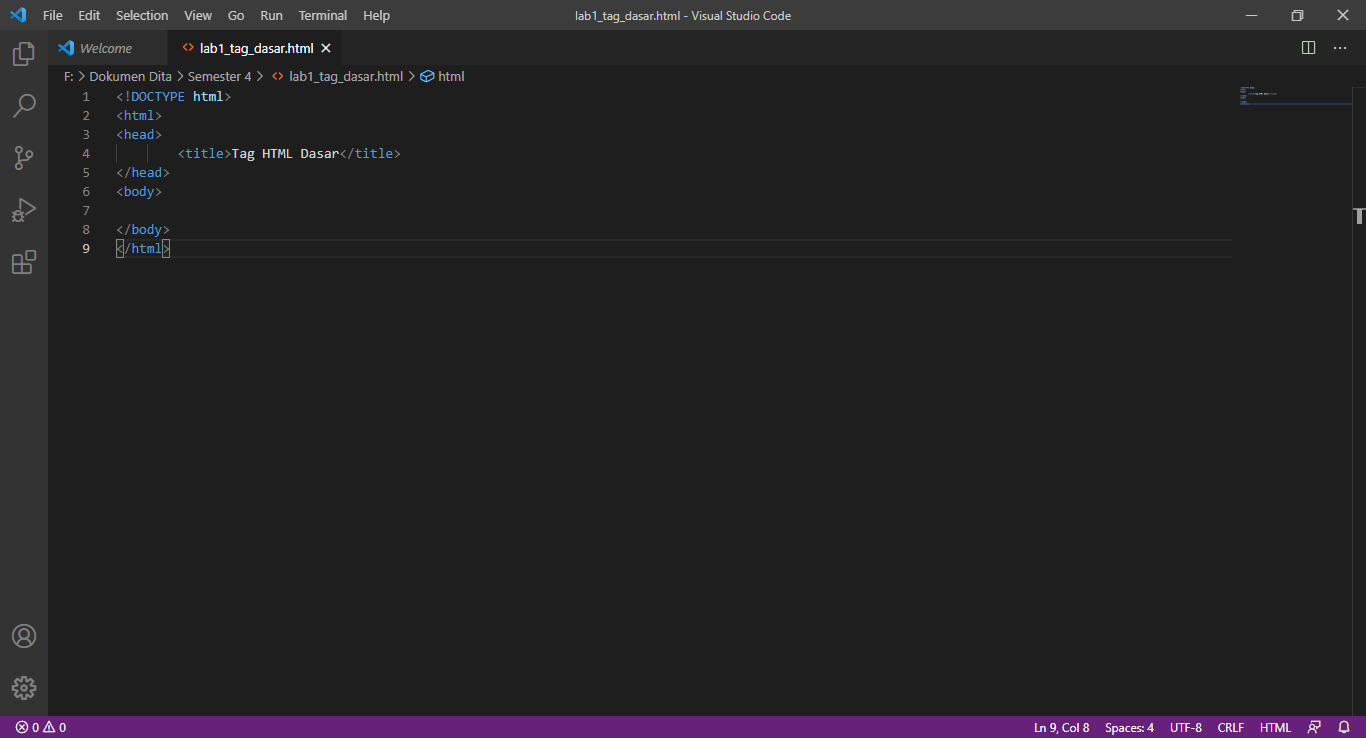 File Edit Selection View Go Run Terminal Help lab1_tag_dasar.html - Visual Studio Code
Welcome lab1_tag_dasar.html
F: > Dokumen Dita > Semester 4 > lab1_tag_dasar.html > html
1 <!DOCTYPE html>
2 <html>
3 <head>
4 <title>Tag HTML Dasar</title>
5 </head>
6 <body>
7
8 </body>
9 </html>
0 0 Ln 9, Col 8 Spaces: 4 UTF-8 CRLF HTML